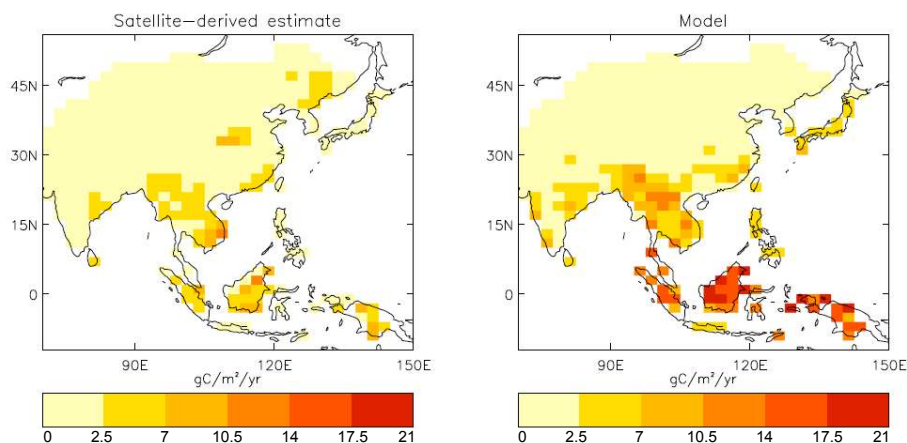 Satellite-derived estimate
Model
45N
30N
15N
0
90E
120E
150E
gC/m²/yr
0 2.5 7 10.5 14 17.5 21
45N
30N
15N
0
90E
120E
150E
gC/m²/yr
0 2.5 7 10.5 14 17.5 21